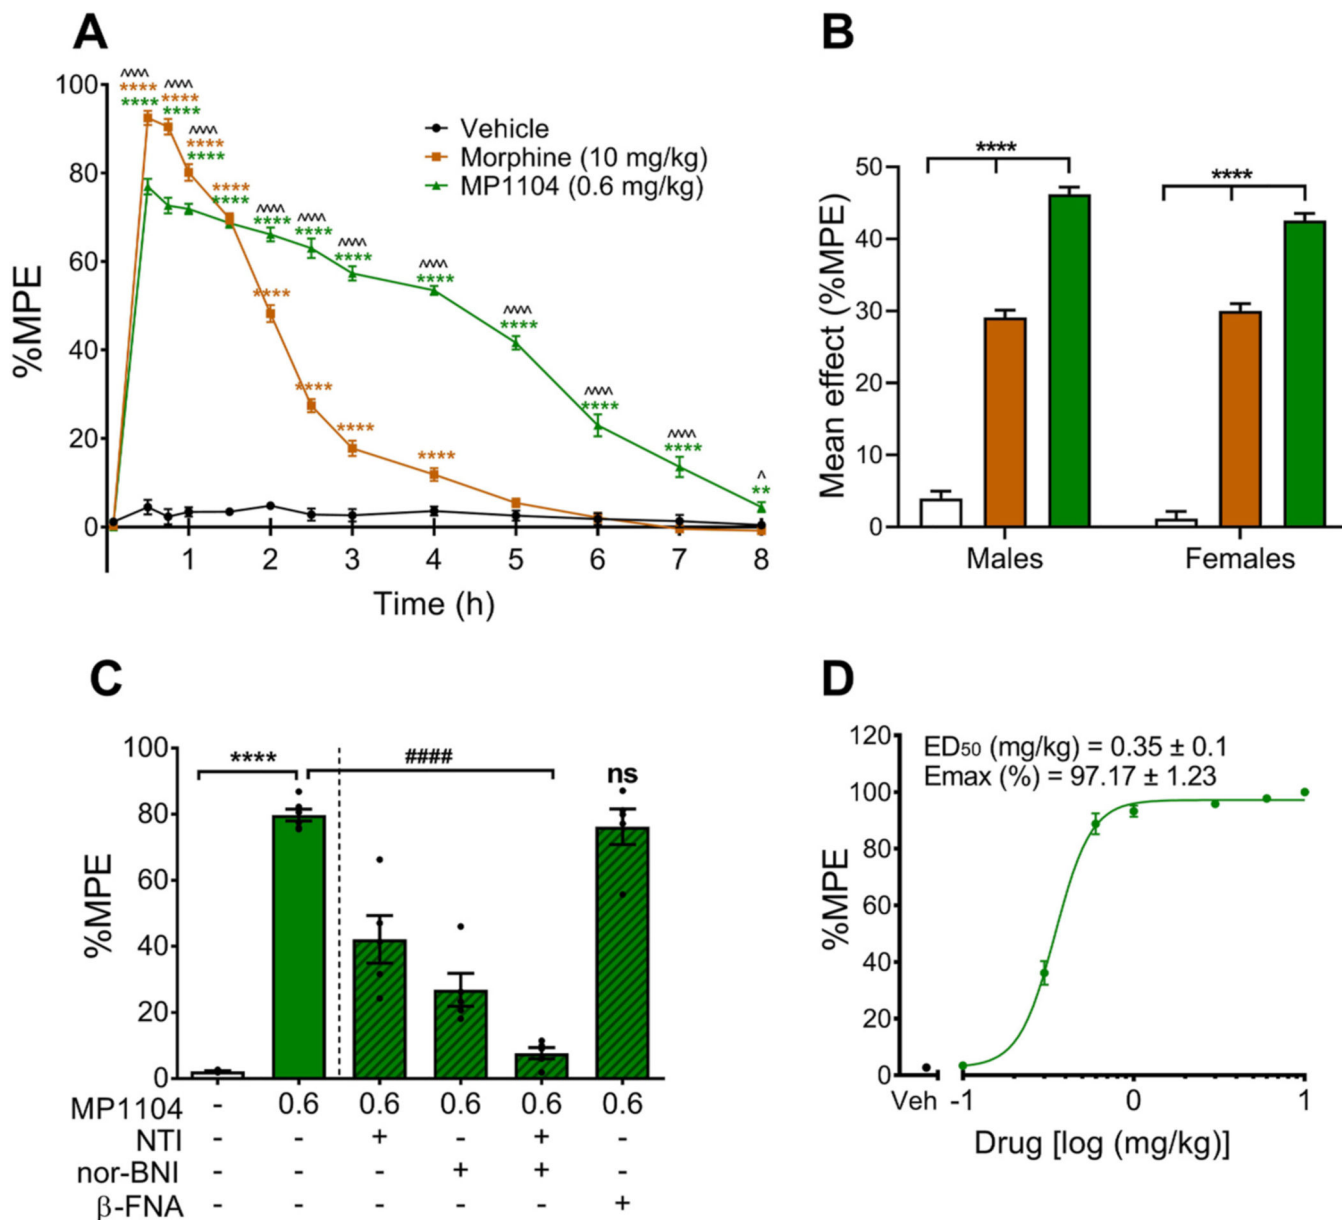 A
^^^^ ^^^^
**** ****
**** ****
^^^^
****
****
****
****
^^^^
****
^^^^
****
^^^^
****
^^^^
****
^^^^
****
^^^^
****
^^^^
****
^
**
****
****
****
****
Vehicle
Morphine (10 mg/kg)
MP1104 (0.6 mg/kg)
%MPE
100
80
60
40
20
0
1 2 3 4 5 6 7 8
Time (h)
B
****
****
Mean effect (%MPE)
50
40
30
20
10
0
Males Females
C
**** #### ns
%MPE
100
80
60
40
20
0
MP1104 - 0.6 0.6 0.6 0.6 0.6
NTI - - + - + -
nor-BNI - - - + + -
β-FNA - - - - - +
D
ED50 (mg/kg) = 0.35 ± 0.1
Emax (%) = 97.17 ± 1.23
%MPE
120
100
80
60
40
20
0
Veh -1 0 1
Drug [log (mg/kg)]